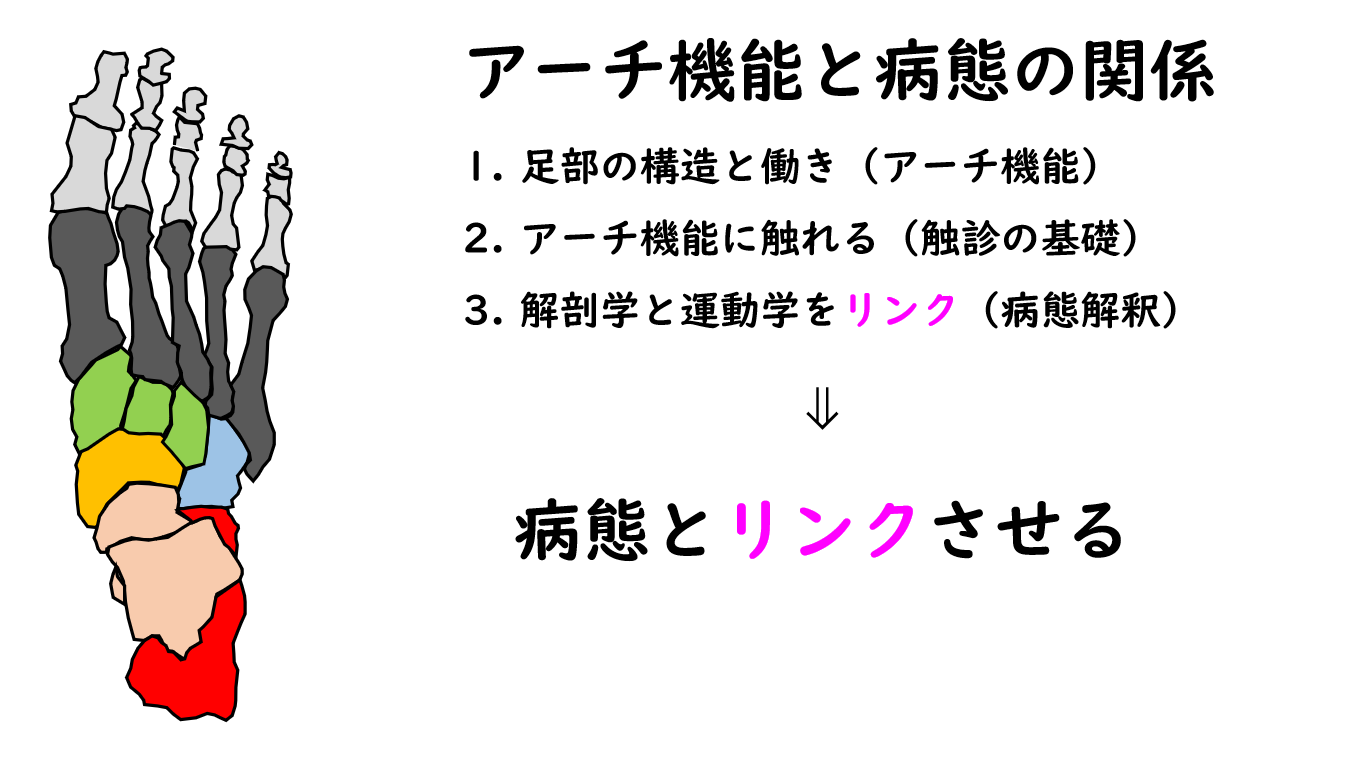 アーチ機能と病態の関係
1. 足部の構造と働き（アーチ機能）
2. アーチ機能に触れる（触診の基礎）
3. 解剖学と運動学をリンク（病態解釈）
⇓
病態とリンクさせる